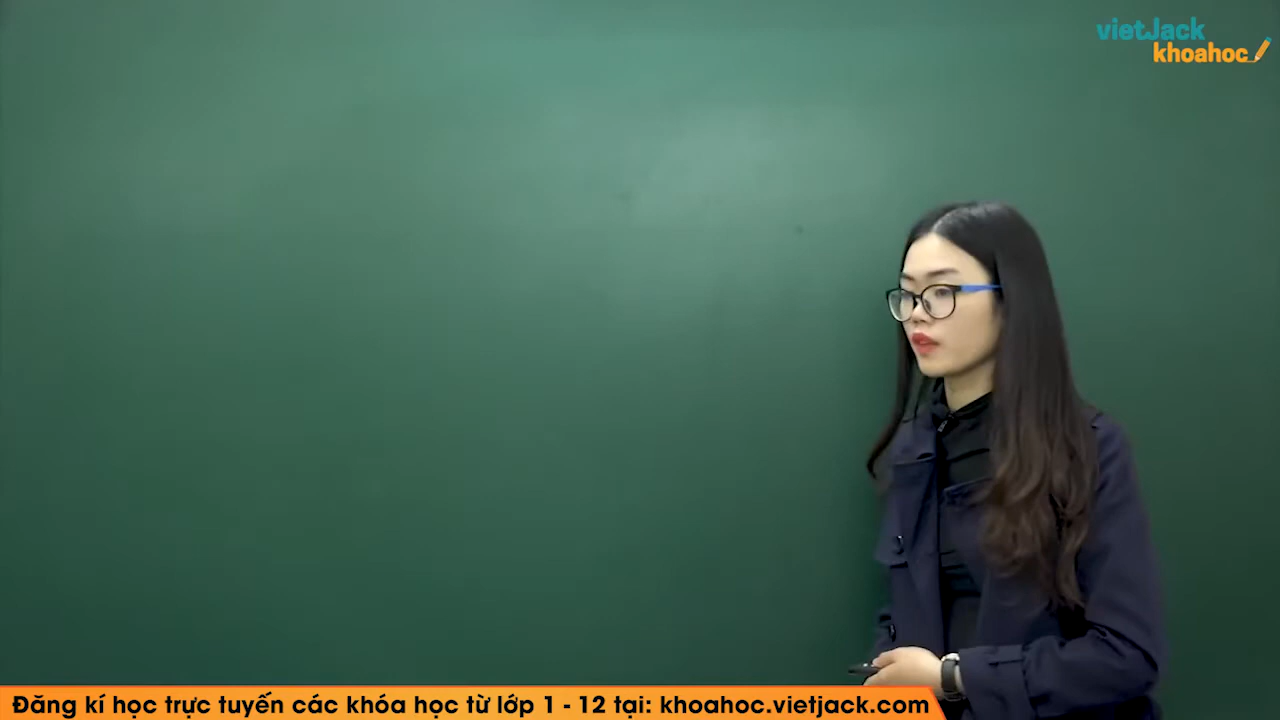 vietJack
khoahoc
Đăng kí học trực tuyến các khóa học từ lớp 1 - 12 tại: khoahoc.vietjack.com